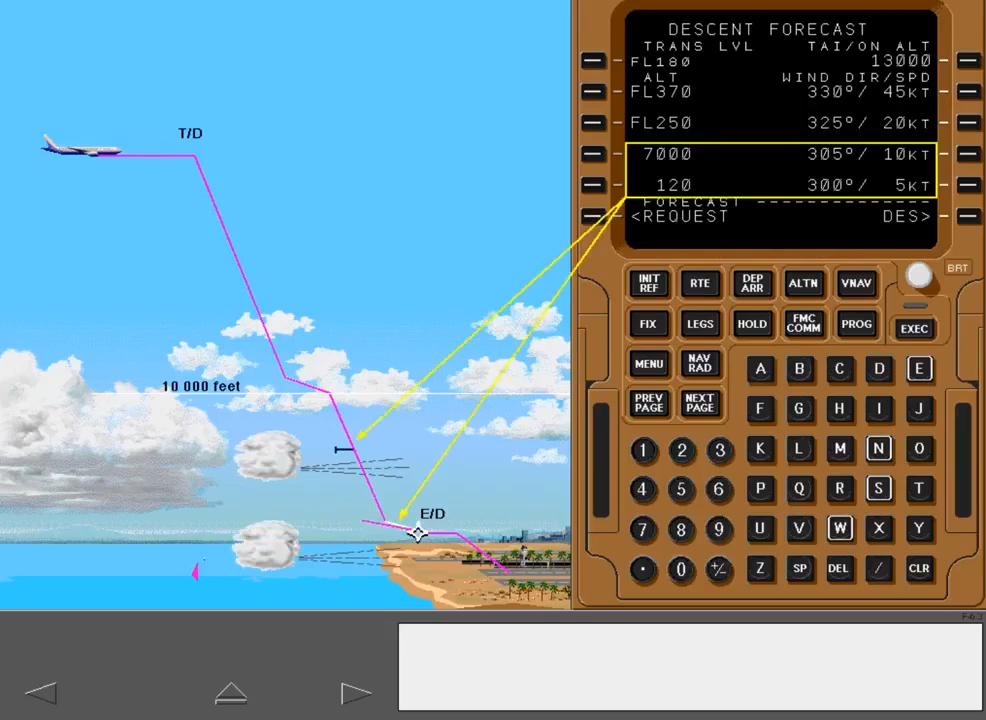 DESCENT FORECAST
TRANS LVL TAI/ON ALT
FL180 13000
ALT WIND DIR/SPD
FL370 330°/ 45KT
FL250 325°/ 20KT
7000 305°/ 10KT
120 300°/ 5KT
FORECAST --------------
<REQUEST DES>
T/D
10 000 feet
E/D
BRT
INIT REF
RTE
DEP ARR
ALTN
VNAV
FIX
LEGS
HOLD
FMC COMM
PROG
EXEC
MENU
NAV RAD
PREV PAGE
NEXT PAGE
A B C D E
F G H I J
1 2 3 K L M N O
4 5 6 P Q R S T
7 8 9 U V W X Y
. 0 +/- Z SP DEL / CLR
F-6.3